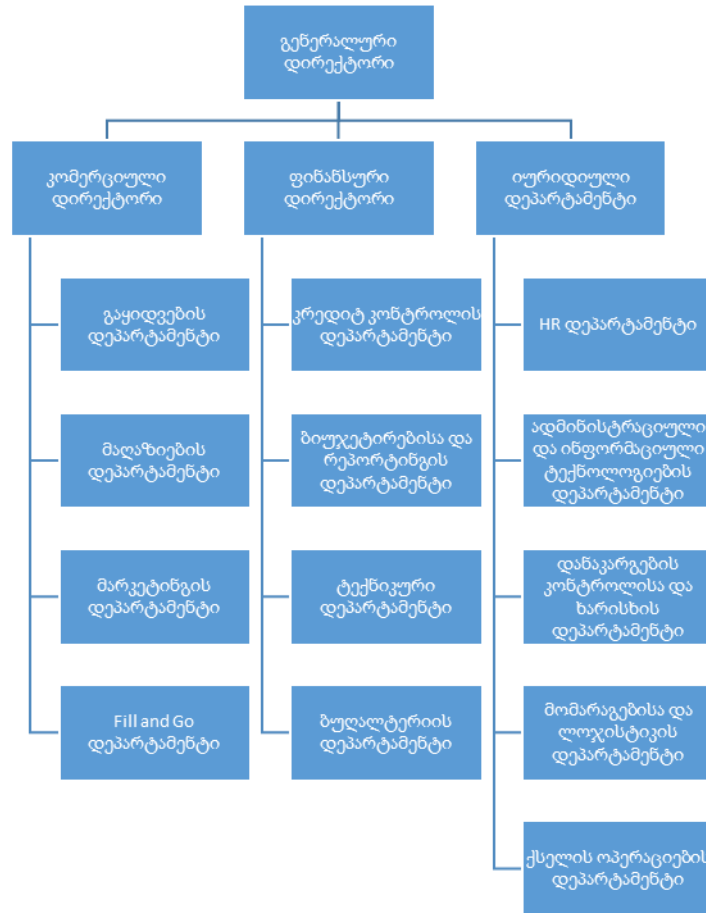 გენერალური
დირექტორი
კომერციული
დირექტორი
ფინანსური
დირექტორი
იურიდიული
დეპარტამენტი
გაყიდვების
დეპარტამენტი
კრედიტ კონტროლის
დეპარტამენტი
HR დეპარტამენტი
მაღაზიების
დეპარტამენტი
ბიუჯეტირებისა და
რეპორტინგის
დეპარტამენტი
ადმინისტრაციული
და ინფორმაციული
ტექნოლოგიების
დეპარტამენტი
მარკეტინგის
დეპარტამენტი
ტექნიკური
დეპარტამენტი
დანაკარგების
კონტროლისა და
ხარისხის
დეპარტამენტი
Fill and Go
დეპარტამენტი
ბუღალტერიის
დეპარტამენტი
მომარაგებისა და
ლოჯისტიკის
დეპარტამენტი
ქსელის ოპერაციების
დეპარტამენტი